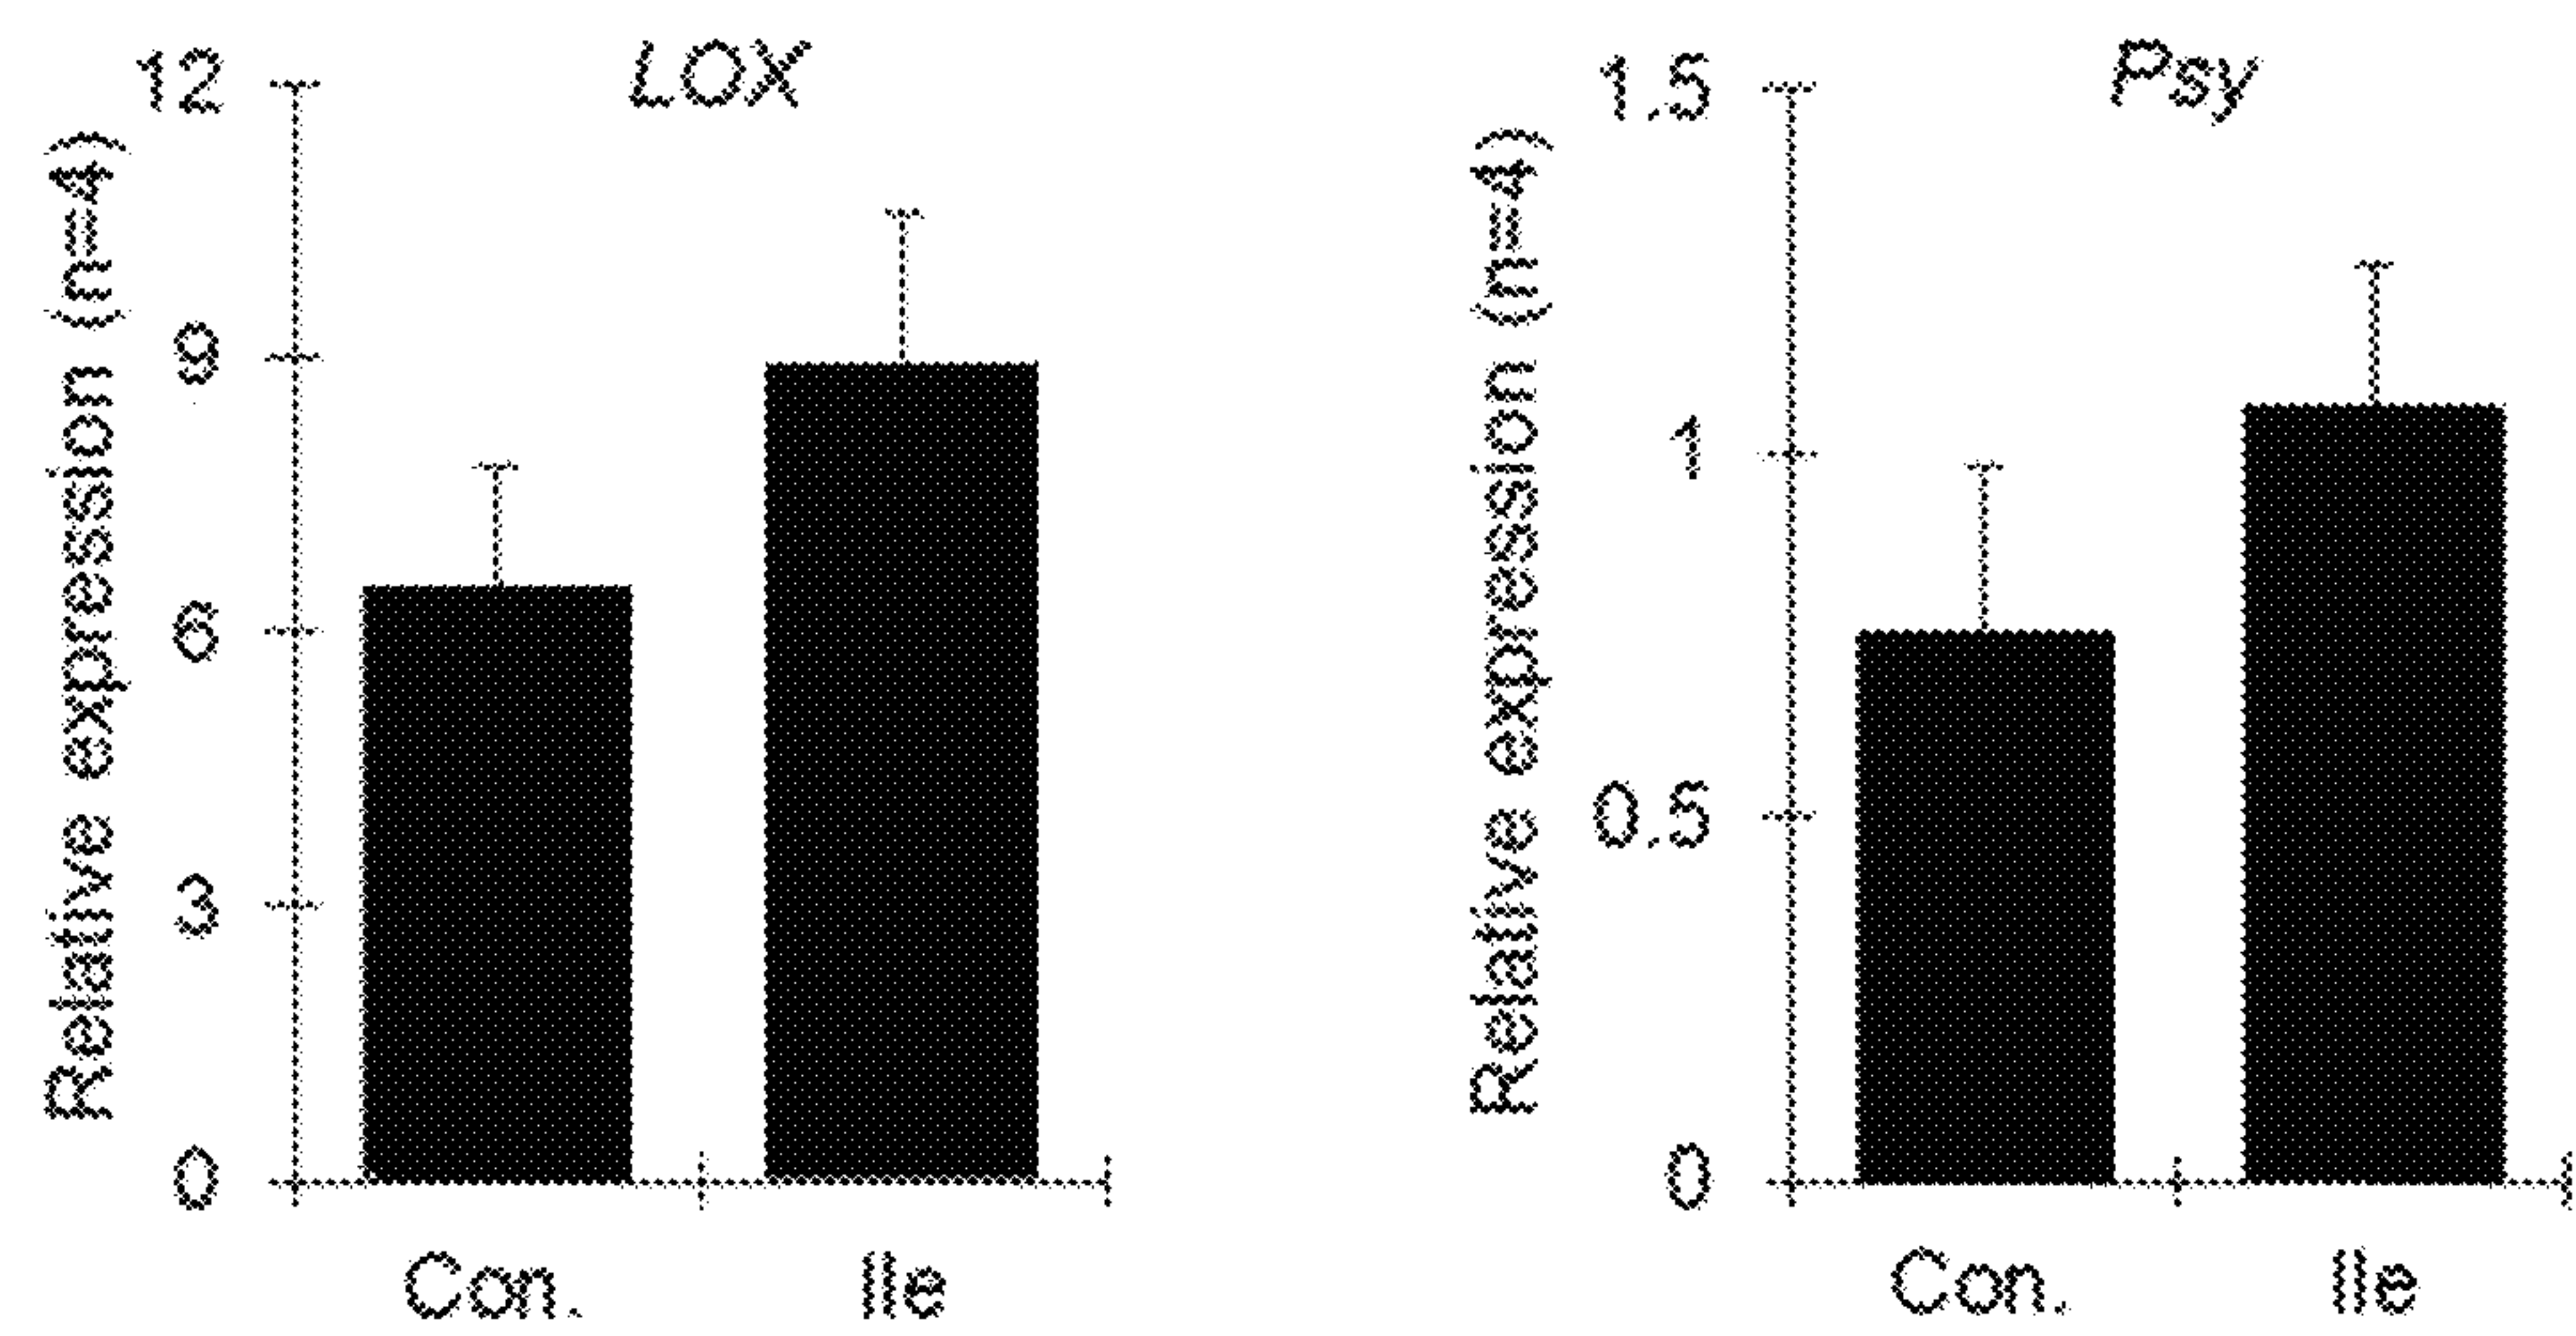 LOX
Relative expression (n=4)
12
9
6
3
0
Con. Ile
Psy
Relative expression (n=4)
1.5
1
0.5
0
Con. Ile